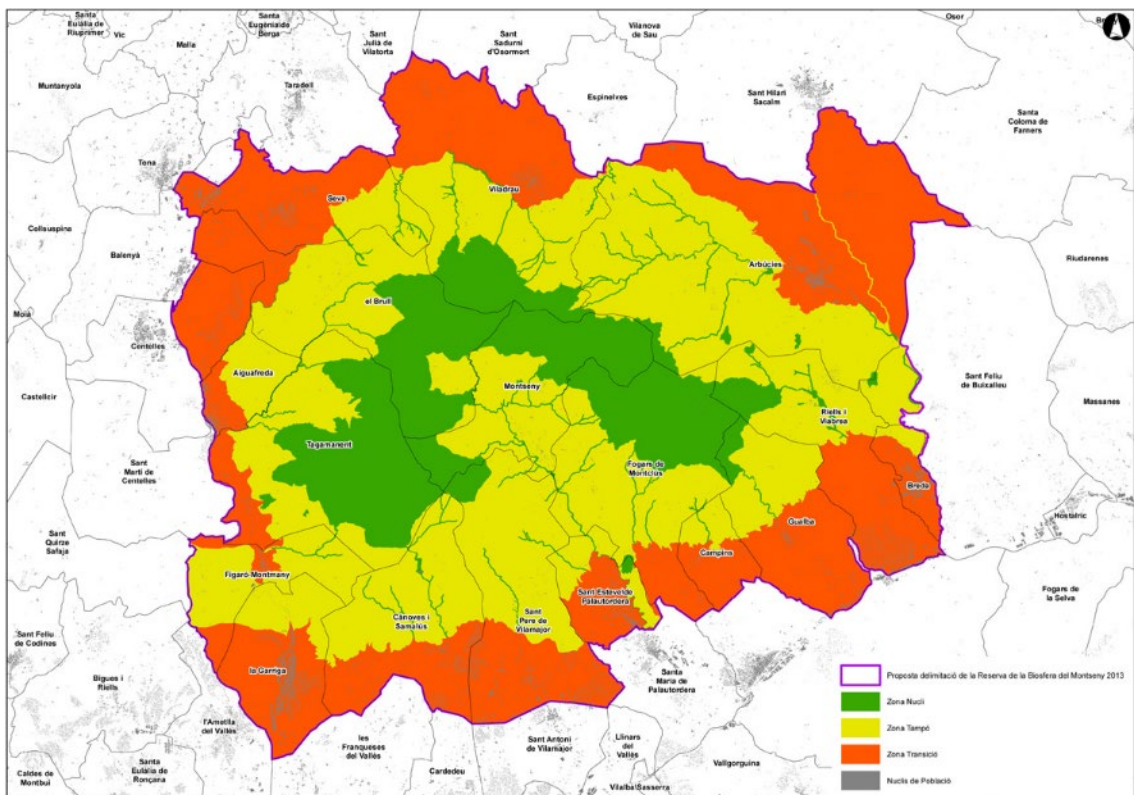 Santa
Eulàlia de
Riuprimer
Vic
Malla
Santa
Eugènia de
Berga
Sant
Julià de
Vilatorta
Sant
Sadurní
d'Osormort
Vilanova
de Sau
Osor
Muntanyola
Taradell
Espinelves
Sant Hilari
Sacalm
Santa
Coloma de
Farners
Tona
Seva
Viladrau
Collsuspina
Balenyà
Arbúcies
Riudarenes
el Brull
Moià
Centelles
Aiguafreda
Montseny
Sant Feliu
de Buixalleu
Castellcir
Massanes
Riells i
Viabrea
Tagamanent
Sant
Martí de
Centelles
Fogars de
Montclús
Breda
Gualba
Hostalric
Sant
Quirze
Safaja
Campins
Figaró-Montmany
Sant Esteve de
Palautordera
Fogars de
la Selva
Cànoves i
Samalús
Sant
Pere de
Vilamajor
Sant Feliu
de Codines
la Garriga
Bigues i
Riells
Santa
Maria de
Palautordera
l'Ametlla
del Vallès
les
Franqueses
del Vallès
Sant Antoni
de Vilamajor
Llinars
del
Vallès
Vallgorguina
Santa
Eulàlia de
Ronçana
Caldes de
Montbui
Cardedeu
Vilalba Sasserra
Proposta delimitació de la Reserva de la Biosfera del Montseny 2013
Zona Nucli
Zona Tampó
Zona Transició
Nuclis de Població